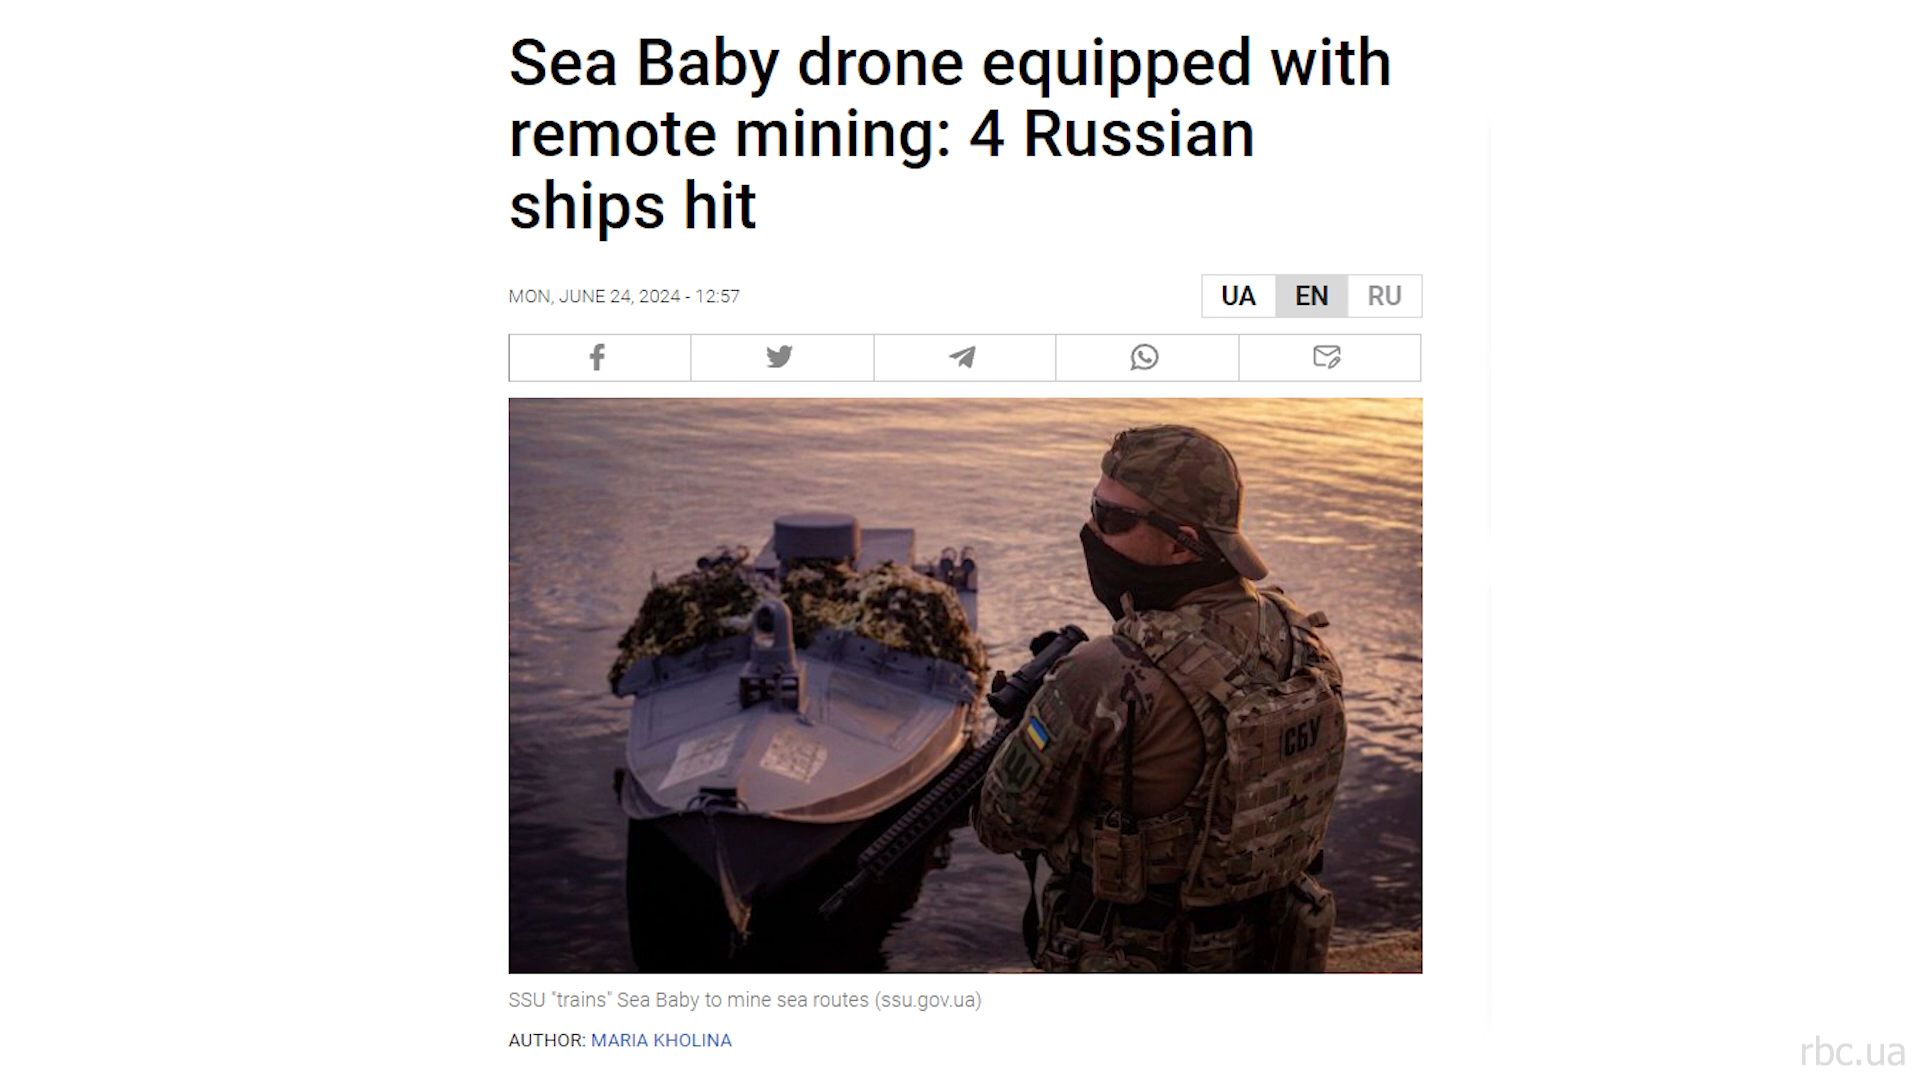 Sea Baby drone equipped with
remote mining: 4 Russian
ships hit
MON, JUNE 24, 2024 - 12:57
UA EN RU
СБУ
SSU "trains" Sea Baby to mine sea routes (ssu.gov.ua)
AUTHOR: MARIA KHOLINA
rbc.ua